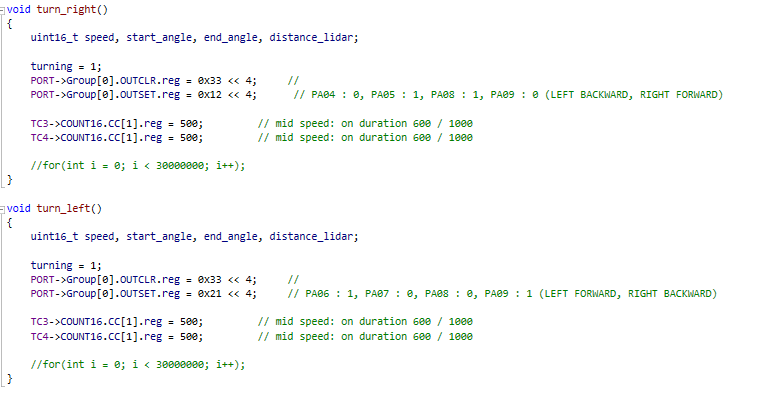 void turn_right()
{
    uint16_t speed, start_angle, end_angle, distance_lidar;

    turning = 1;
    PORT->Group[0].OUTCLR.reg = 0x33 << 4;     //
    PORT->Group[0].OUTSET.reg = 0x12 << 4;      // PA04 : 0, PA05 : 1, PA08 : 1, PA09 : 0 (LEFT BACKWARD, RIGHT FORWARD)

    TC3->COUNT16.CC[1].reg = 500;         // mid speed: on duration 600 / 1000
    TC4->COUNT16.CC[1].reg = 500;         // mid speed: on duration 600 / 1000

    //for(int i = 0; i < 30000000; i++);
}

void turn_left()
{
    uint16_t speed, start_angle, end_angle, distance_lidar;

    turning = 1;
    PORT->Group[0].OUTCLR.reg = 0x33 << 4;     //
    PORT->Group[0].OUTSET.reg = 0x21 << 4;     // PA06 : 1, PA07 : 0, PA08 : 0, PA09 : 1 (LEFT FORWARD, RIGHT BACKWARD)

    TC3->COUNT16.CC[1].reg = 500;         // mid speed: on duration 600 / 1000
    TC4->COUNT16.CC[1].reg = 500;         // mid speed: on duration 600 / 1000

    //for(int i = 0; i < 30000000; i++);
}